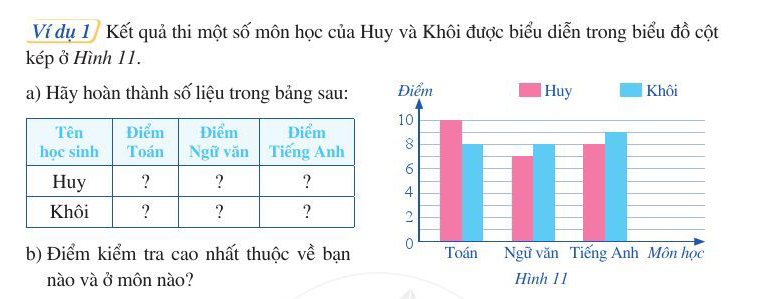 Ví dụ 1 Kết quả thi một số môn học của Huy và Khôi được biểu diễn trong biểu đồ cột
kép ở Hình 11.
a) Hãy hoàn thành số liệu trong bảng sau:
Tên học sinh Điểm Toán Điểm Ngữ văn Điểm Tiếng Anh
Huy ? ? ?
Khôi ? ? ?
b) Điểm kiểm tra cao nhất thuộc về bạn
nào và ở môn nào?
Điểm Huy Khôi
10
8
6
4
2
0
Toán Ngữ văn Tiếng Anh Môn học
Hình 11